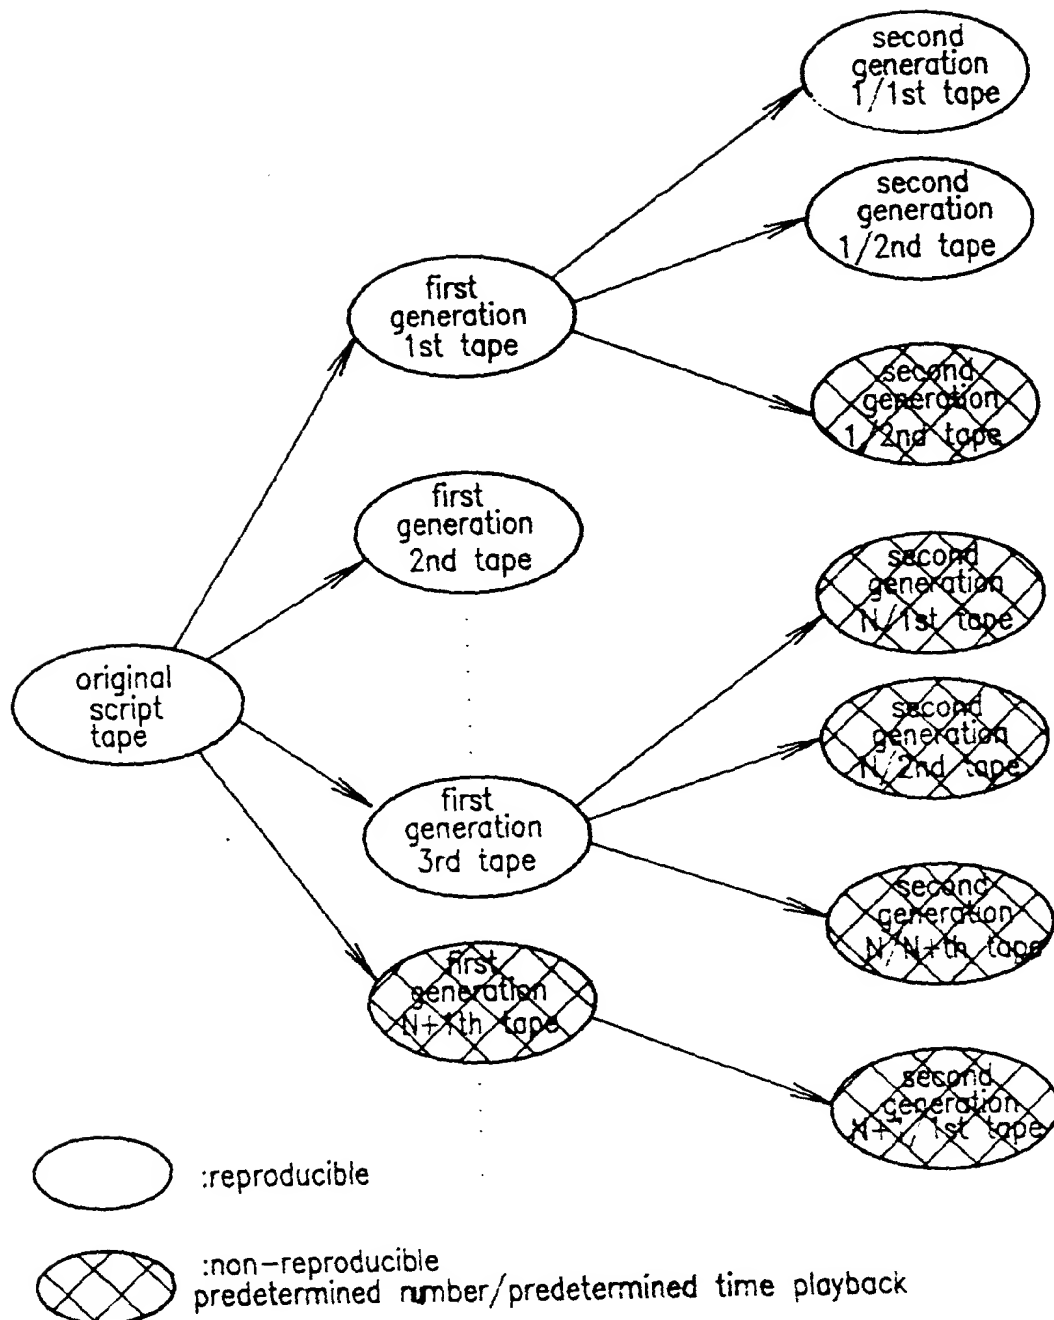 second
generation
1/1st tape
second
generation
1/2nd tape
first
generation
1st tape
second
generation
1/2nd tape
first
generation
2nd tape
second
generation
N/1st tape
original
script
tape
second
generation
N/2nd tape
first
generation
3rd tape
second
generation
N/N+th tape
first
generation
N+1th tape
second
generation
N+1/1st tape
:reproducible
:non-reproducible
predetermined number/predetermined time playback